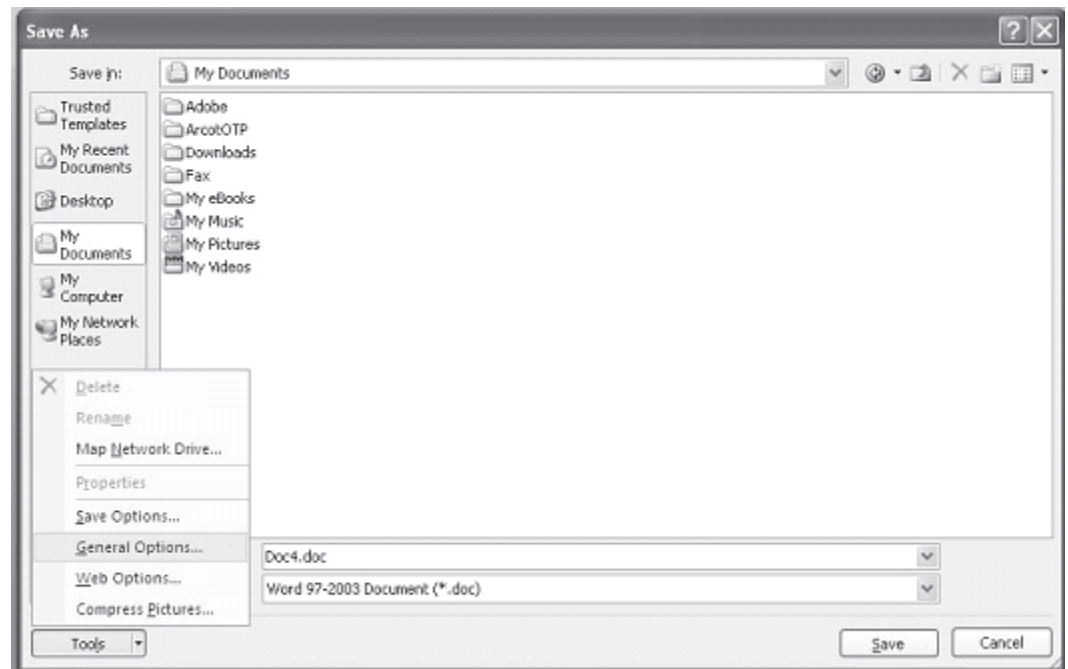 Save As
Save in:
My Documents
Trusted
Templates
My Recent
Documents
Desktop
My
Documents
My
Computer
My Network
Places
Adobe
ArcotOTP
Downloads
Fax
My eBooks
My Music
My Pictures
My Videos
Delete
Rename
Map Network Drive...
Properties
Save Options...
General Options...
Web Options...
Compress Pictures...
Doc4.doc
Word 97-2003 Document (*.doc)
Tools
Save
Cancel